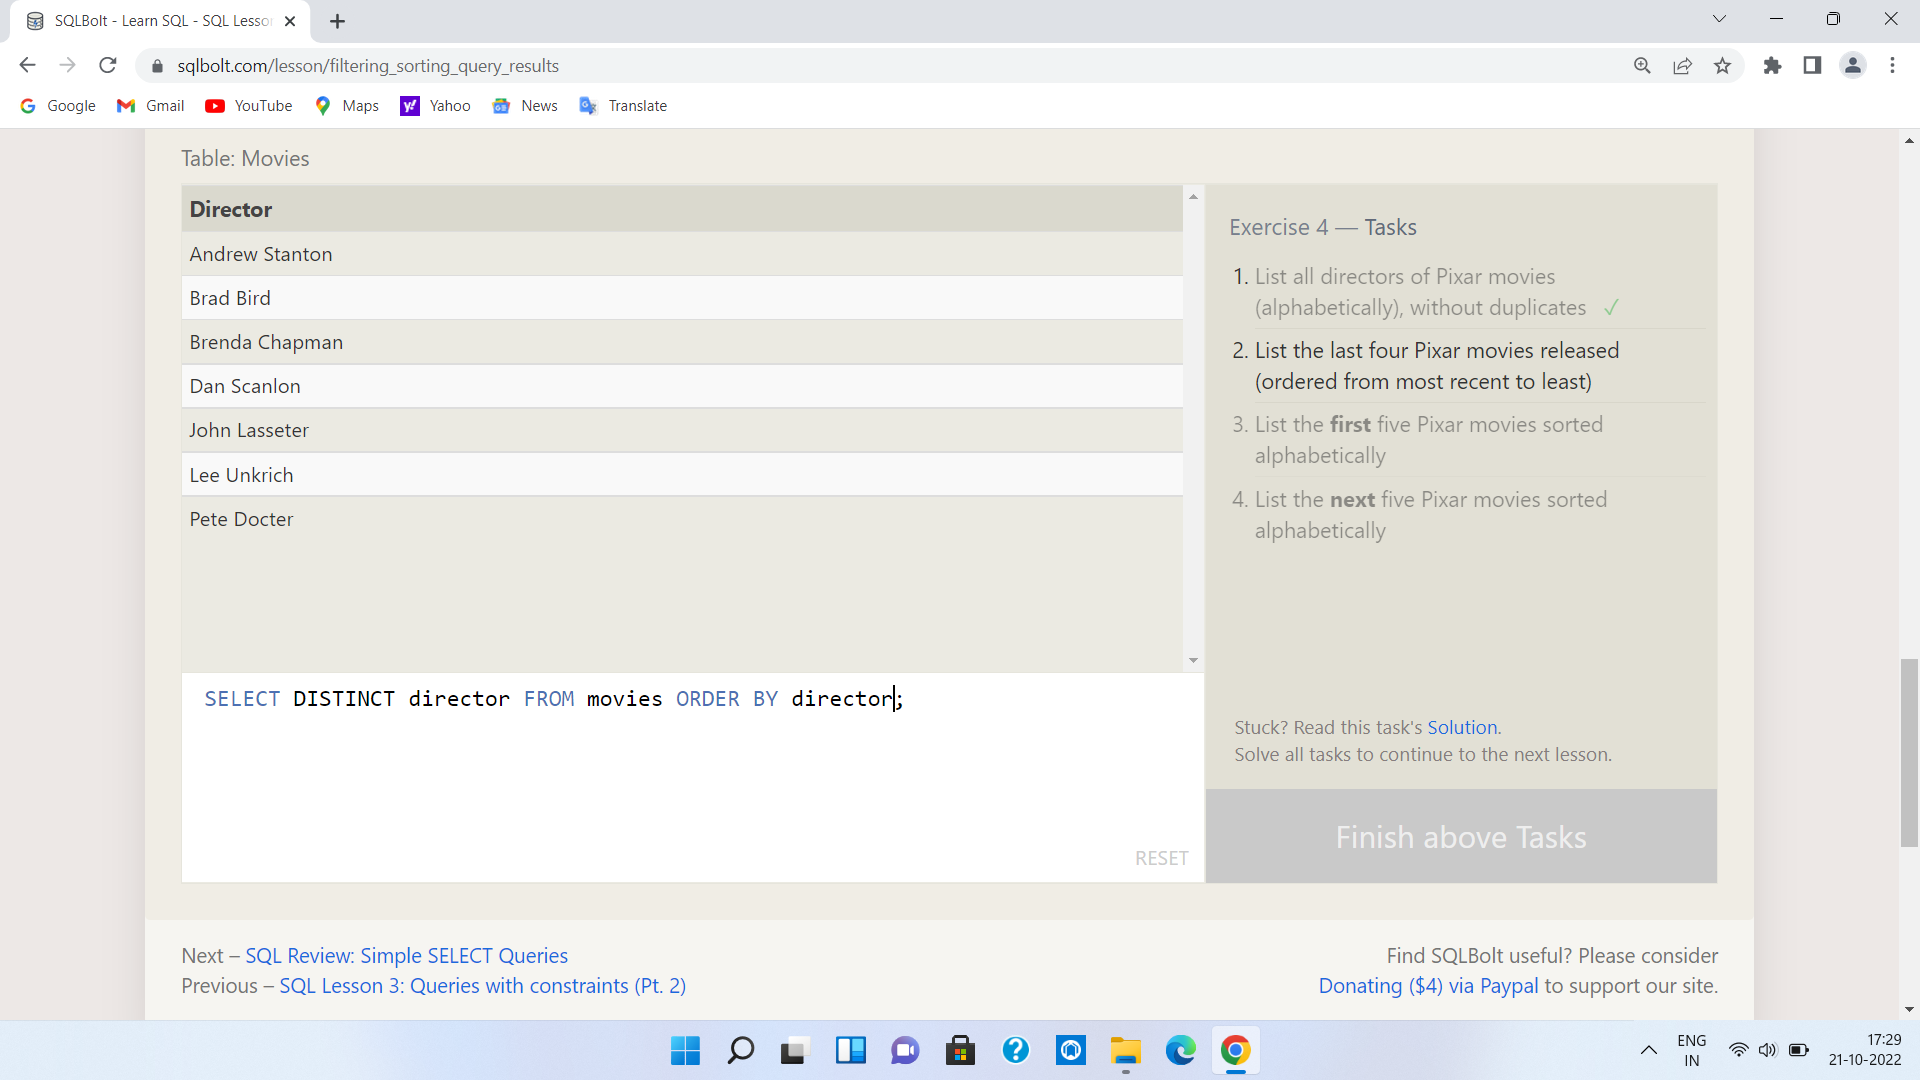 SQLBolt - Learn SQL - SQL Lesson
sqlbolt.com/lesson/filtering_sorting_query_results
Google Gmail YouTube Maps Yahoo News Translate
Table: Movies
Director
Andrew Stanton
Brad Bird
Brenda Chapman
Dan Scanlon
John Lasseter
Lee Unkrich
Pete Docter
SELECT DISTINCT director FROM movies ORDER BY director;
RESET
Exercise 4 — Tasks
1. List all directors of Pixar movies
(alphabetically), without duplicates ✓
2. List the last four Pixar movies released
(ordered from most recent to least)
3. List the first five Pixar movies sorted
alphabetically
4. List the next five Pixar movies sorted
alphabetically
Stuck? Read this task's Solution.
Solve all tasks to continue to the next lesson.
Finish above Tasks
Next – SQL Review: Simple SELECT Queries
Previous – SQL Lesson 3: Queries with constraints (Pt. 2)
Find SQLBolt useful? Please consider
Donating ($4) via Paypal to support our site.
ENG
IN
17:29
21-10-2022